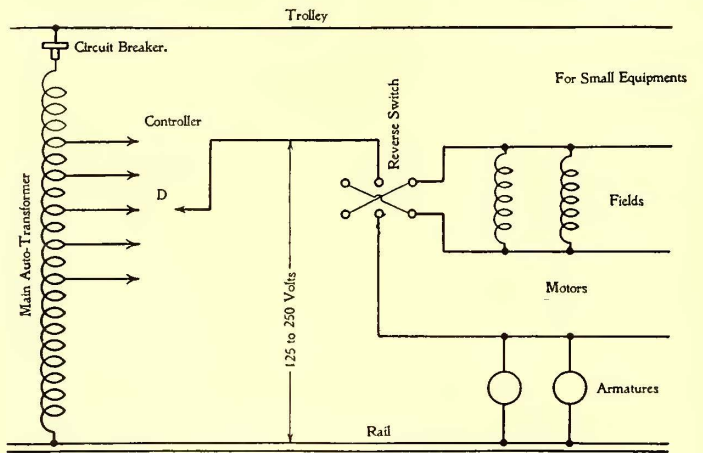 Trolley
Circuit Breaker.
For Small Equipments
Controller
Reverse Switch
D
Fields
Main Auto-Transformer
125 to 250 Volts
Motors
Armatures
Rail